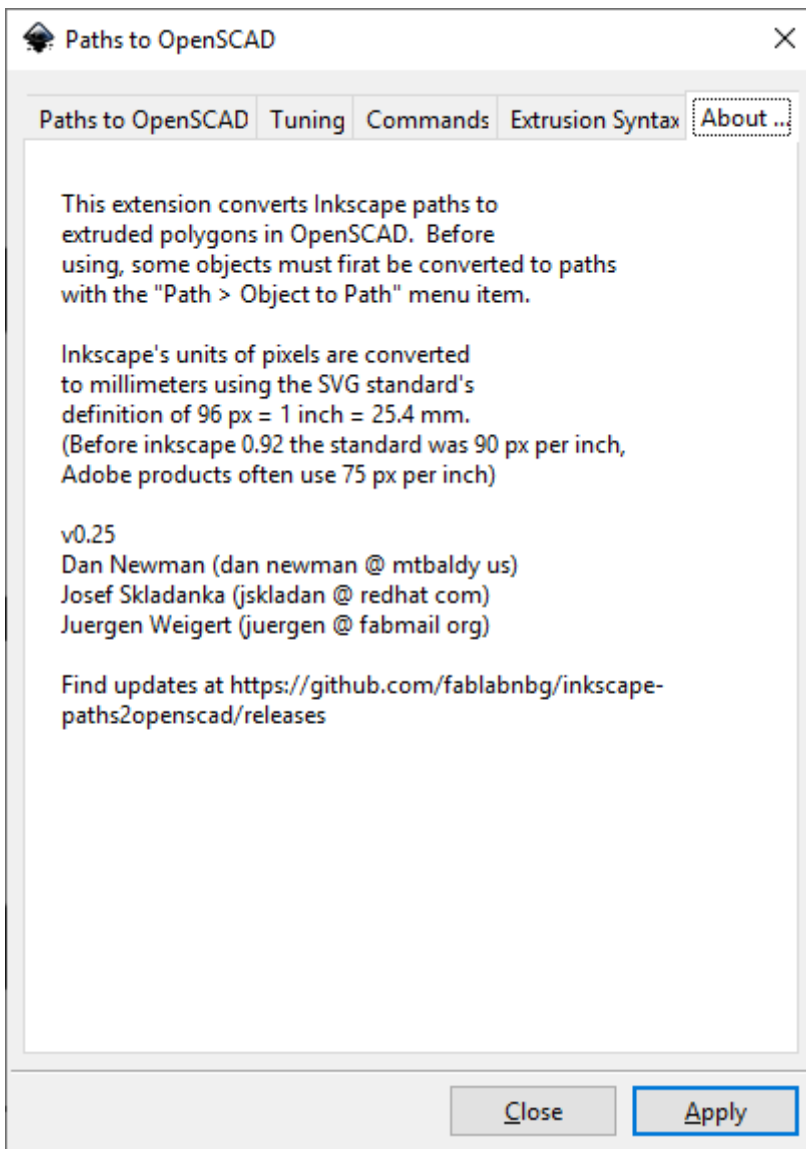 Paths to OpenSCAD
Paths to OpenSCAD Tuning Commands Extrusion Syntax About ...
This extension converts Inkscape paths to
extruded polygons in OpenSCAD.  Before
using, some objects must firat be converted to paths
with the "Path > Object to Path" menu item.
Inkscape's units of pixels are converted
to millimeters using the SVG standard's
definition of 96 px = 1 inch = 25.4 mm.
(Before inkscape 0.92 the standard was 90 px per inch,
Adobe products often use 75 px per inch)
v0.25
Dan Newman (dan newman @ mtbaldy us)
Josef Skladanka (jskladan @ redhat com)
Juergen Weigert (juergen @ fabmail org)
Find updates at https://github.com/fablabnbg/inkscape-
paths2openscad/releases
Close Apply